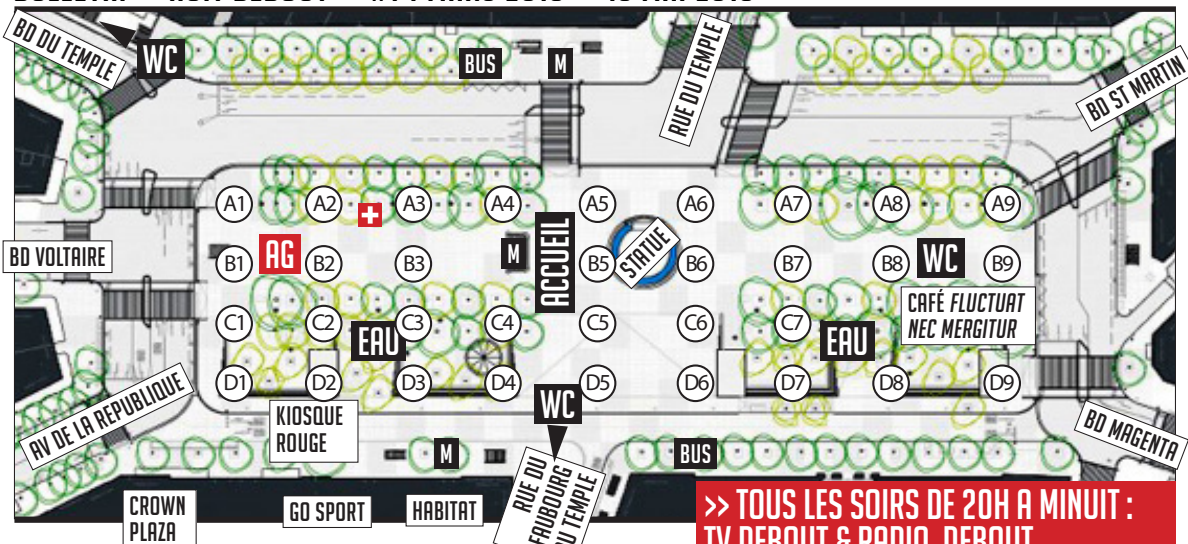 BD DU TEMPLE
WC
BUS
M
RUE DU TEMPLE
BD ST MARTIN
A1 A2 A3 A4 A5 A6 A7 A8 A9
BD VOLTAIRE
B1 AG B2 B3 M ACCUEIL B5 STATUE B6 B7 B8 WC B9
CAFÉ FLUCTUAT
NEC MERGITUR
C1 C2 EAU C3 C4 C5 C6 C7 EAU
D1 D2 D3 D4 D5 D6 D7 D8 D9
AV DE LA REPUBLIQUE
KIOSQUE
ROUGE
WC
BD MAGENTA
M
BUS
CROWN
PLAZA
GO SPORT
HABITAT
RUE DU
FAUBOURG
DU TEMPLE
>> TOUS LES SOIRS DE 20H A MINUIT :
TV DEBOUT & RADIO DEBOUT